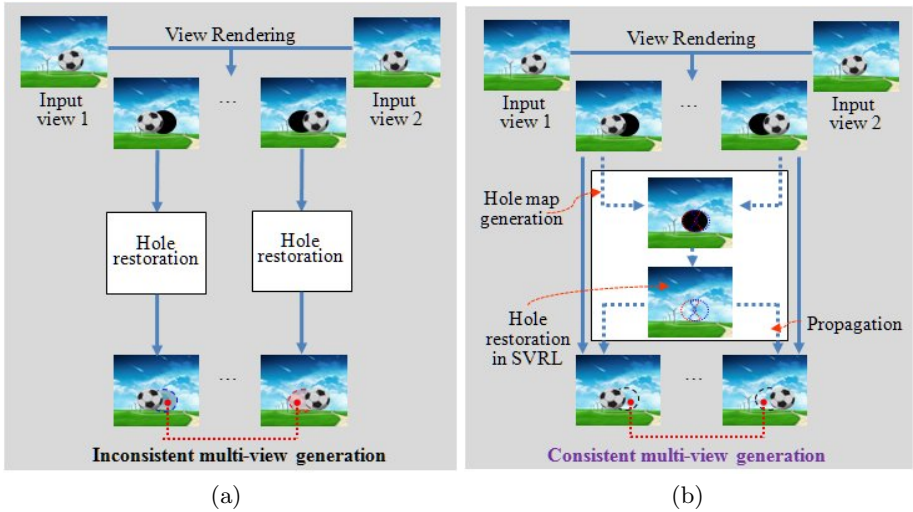 View Rendering
Input
view 1
...
Input
view 2
Hole
restoration
Hole
restoration
...
Inconsistent multi-view generation
(a)
View Rendering
Input
view 1
...
Input
view 2
Hole map
generation
Hole
restoration
in SVRL
Propagation
...
Consistent multi-view generation
(b)